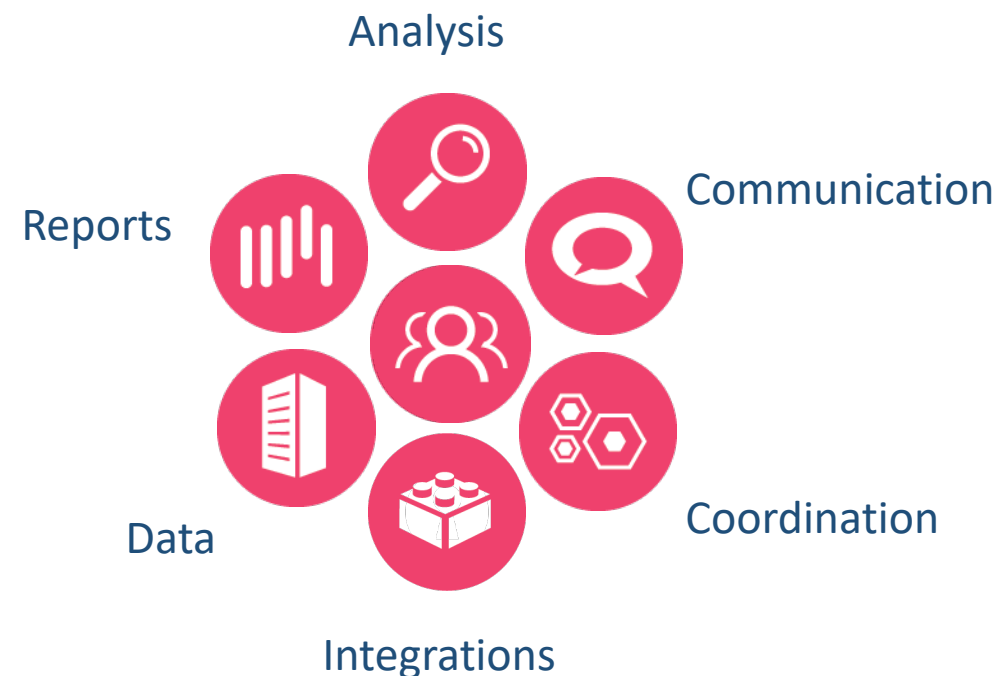 Analysis
Communication
Reports
Coordination
Data
Integrations